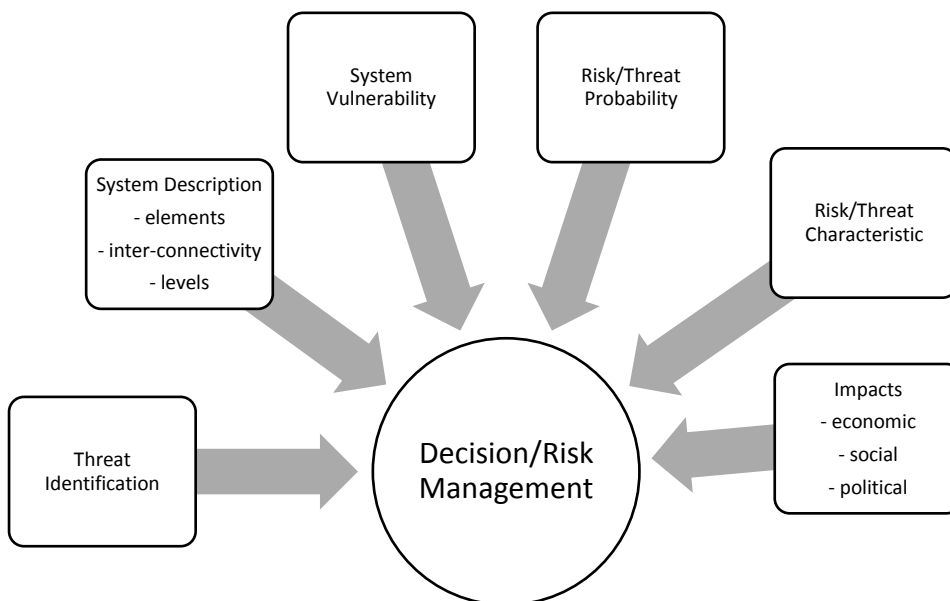 System
Vulnerability
Risk/Threat
Probability
System Description
- elements
- inter-connectivity
- levels
Risk/Threat
Characteristic
Threat
Identification
Decision/Risk
Management
Impacts
- economic
- social
- political